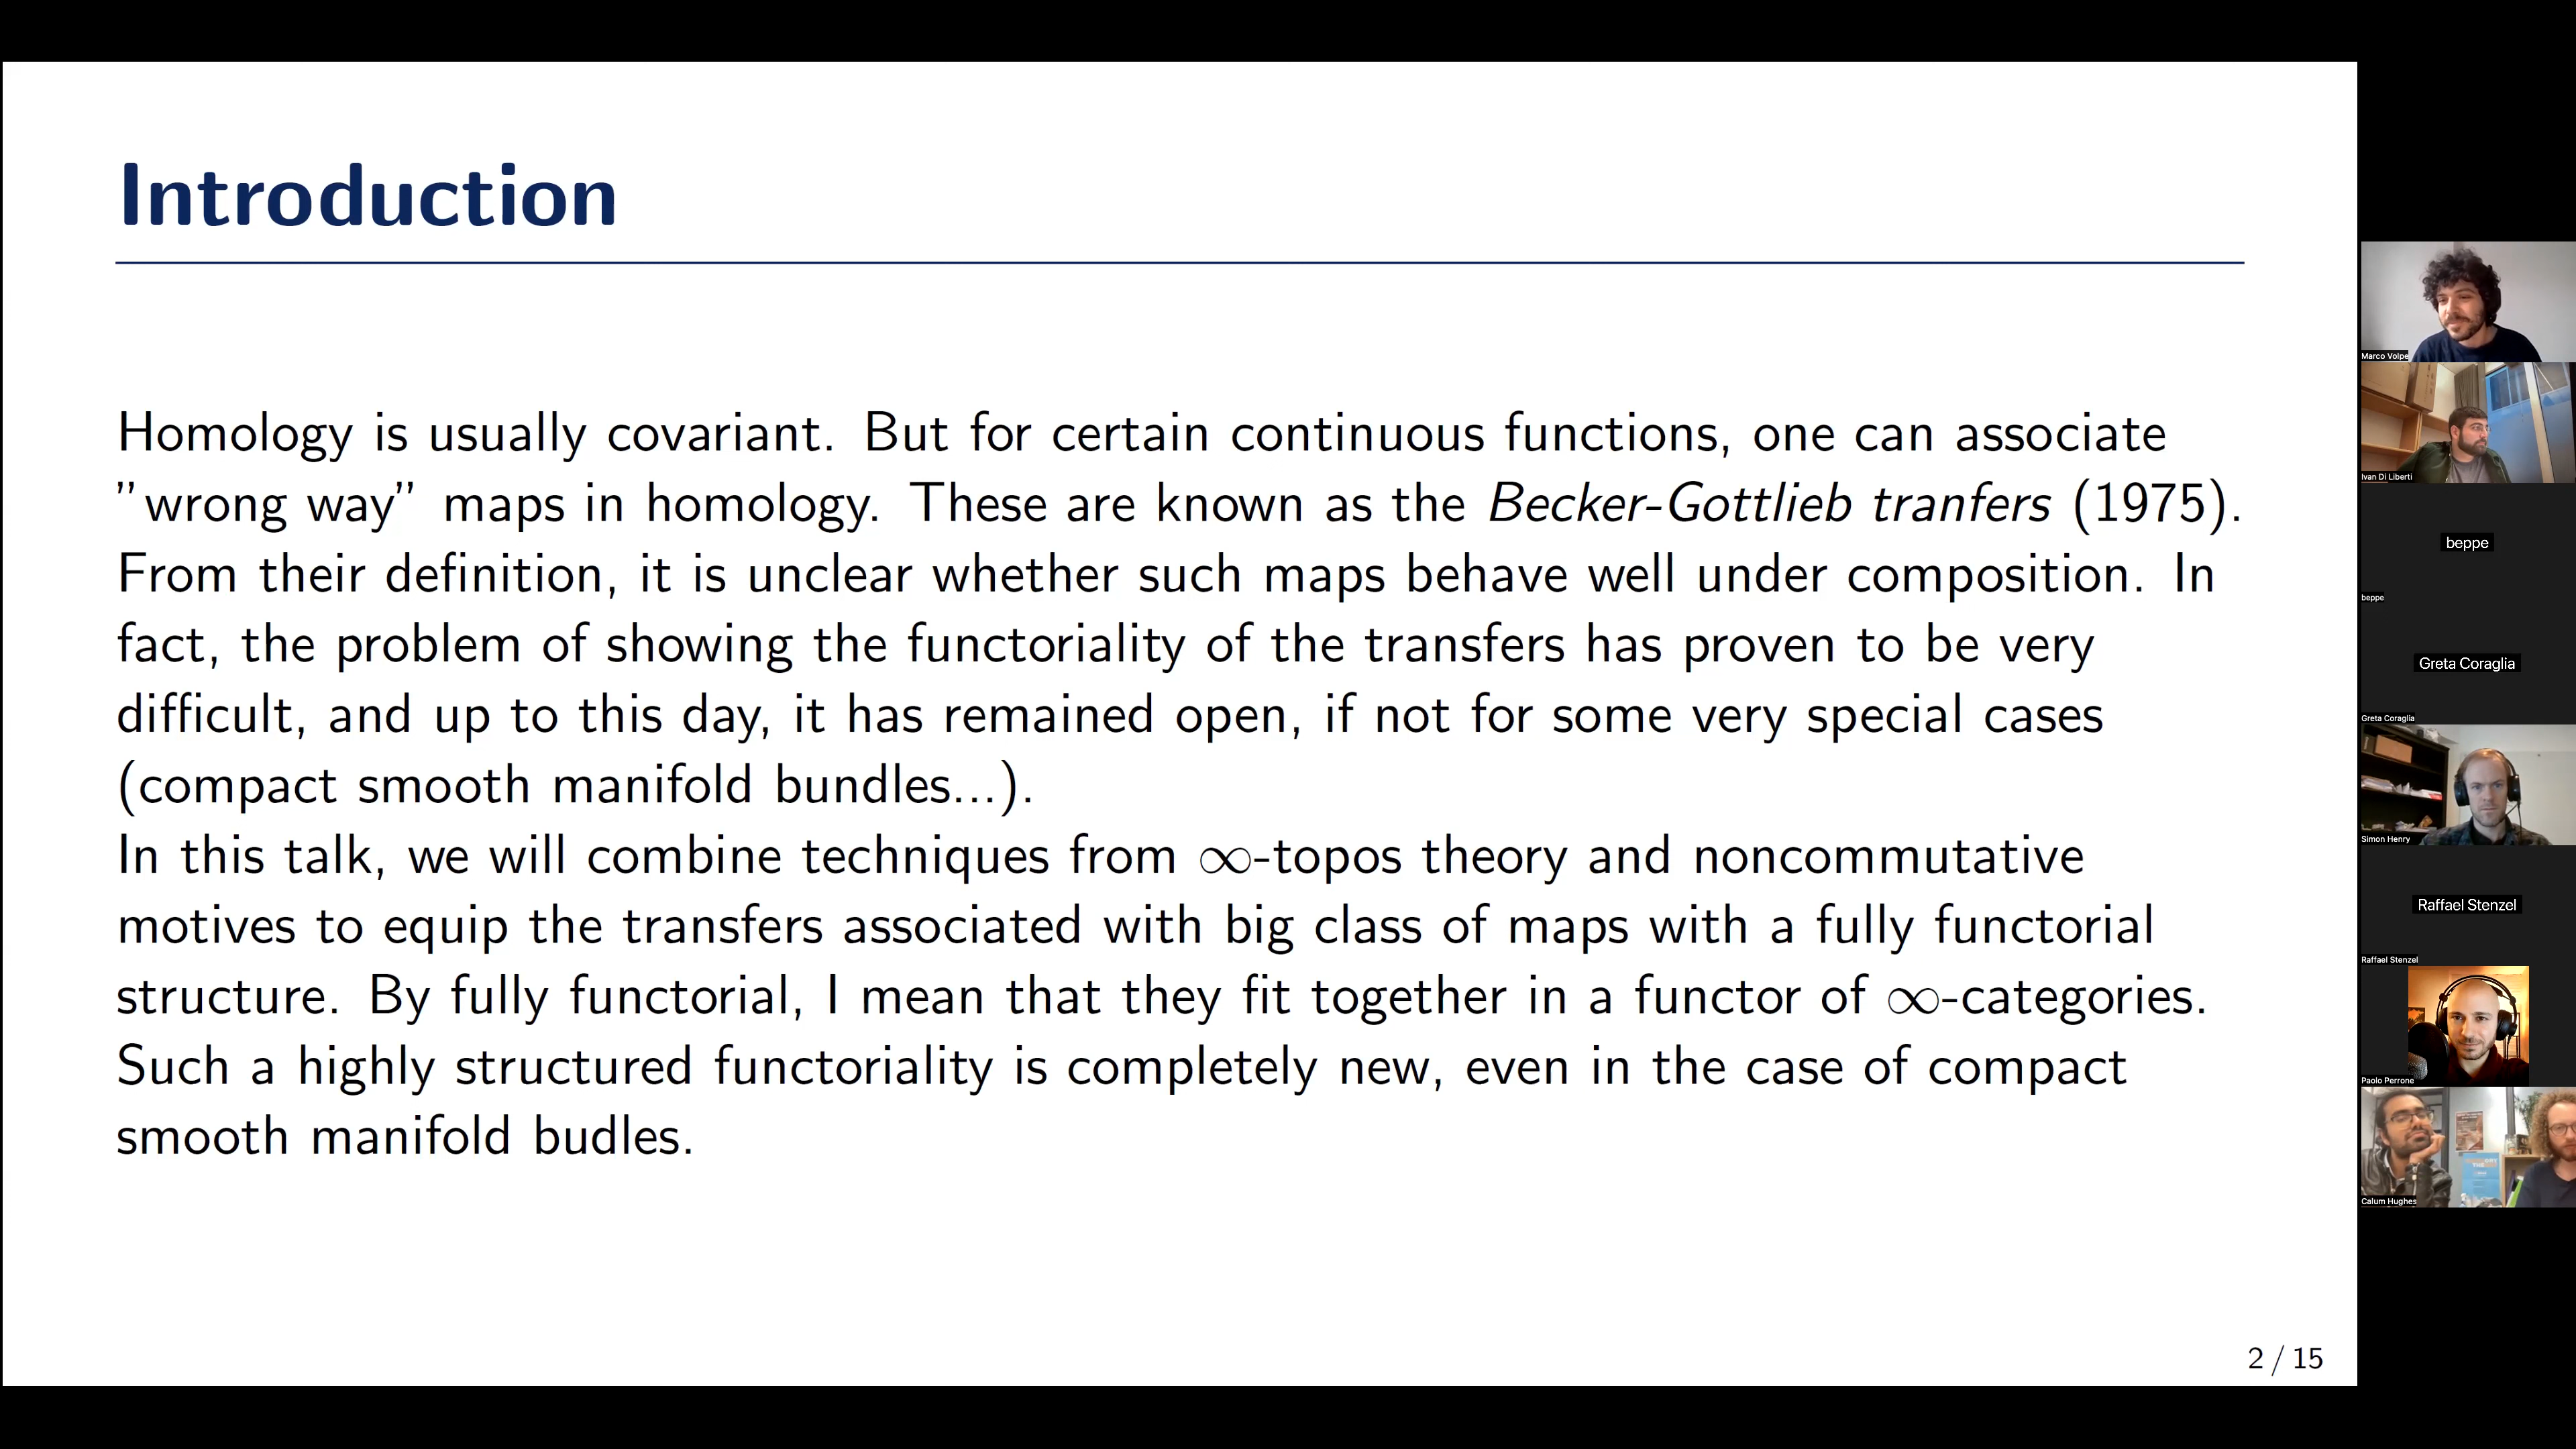 Introduction
Homology is usually covariant. But for certain continuous functions, one can associate
"wrong way" maps in homology. These are known as the Becker-Gottlieb tranfers (1975).
From their definition, it is unclear whether such maps behave well under composition. In
fact, the problem of showing the functoriality of the transfers has proven to be very
difficult, and up to this day, it has remained open, if not for some very special cases
(compact smooth manifold bundles...).
In this talk, we will combine techniques from ∞-topos theory and noncommutative
motives to equip the transfers associated with big class of maps with a fully functorial
structure. By fully functorial, I mean that they fit together in a functor of ∞-categories.
Such a highly structured functoriality is completely new, even in the case of compact
smooth manifold budles.
2 / 15
Marco Volpe
Ivan Di Liberti
beppe
beppe
Greta Coraglia
Greta Coraglia
Simon Henry
Raffael Stenzel
Raffael Stenzel
Paolo Perrone
Calum Hughes